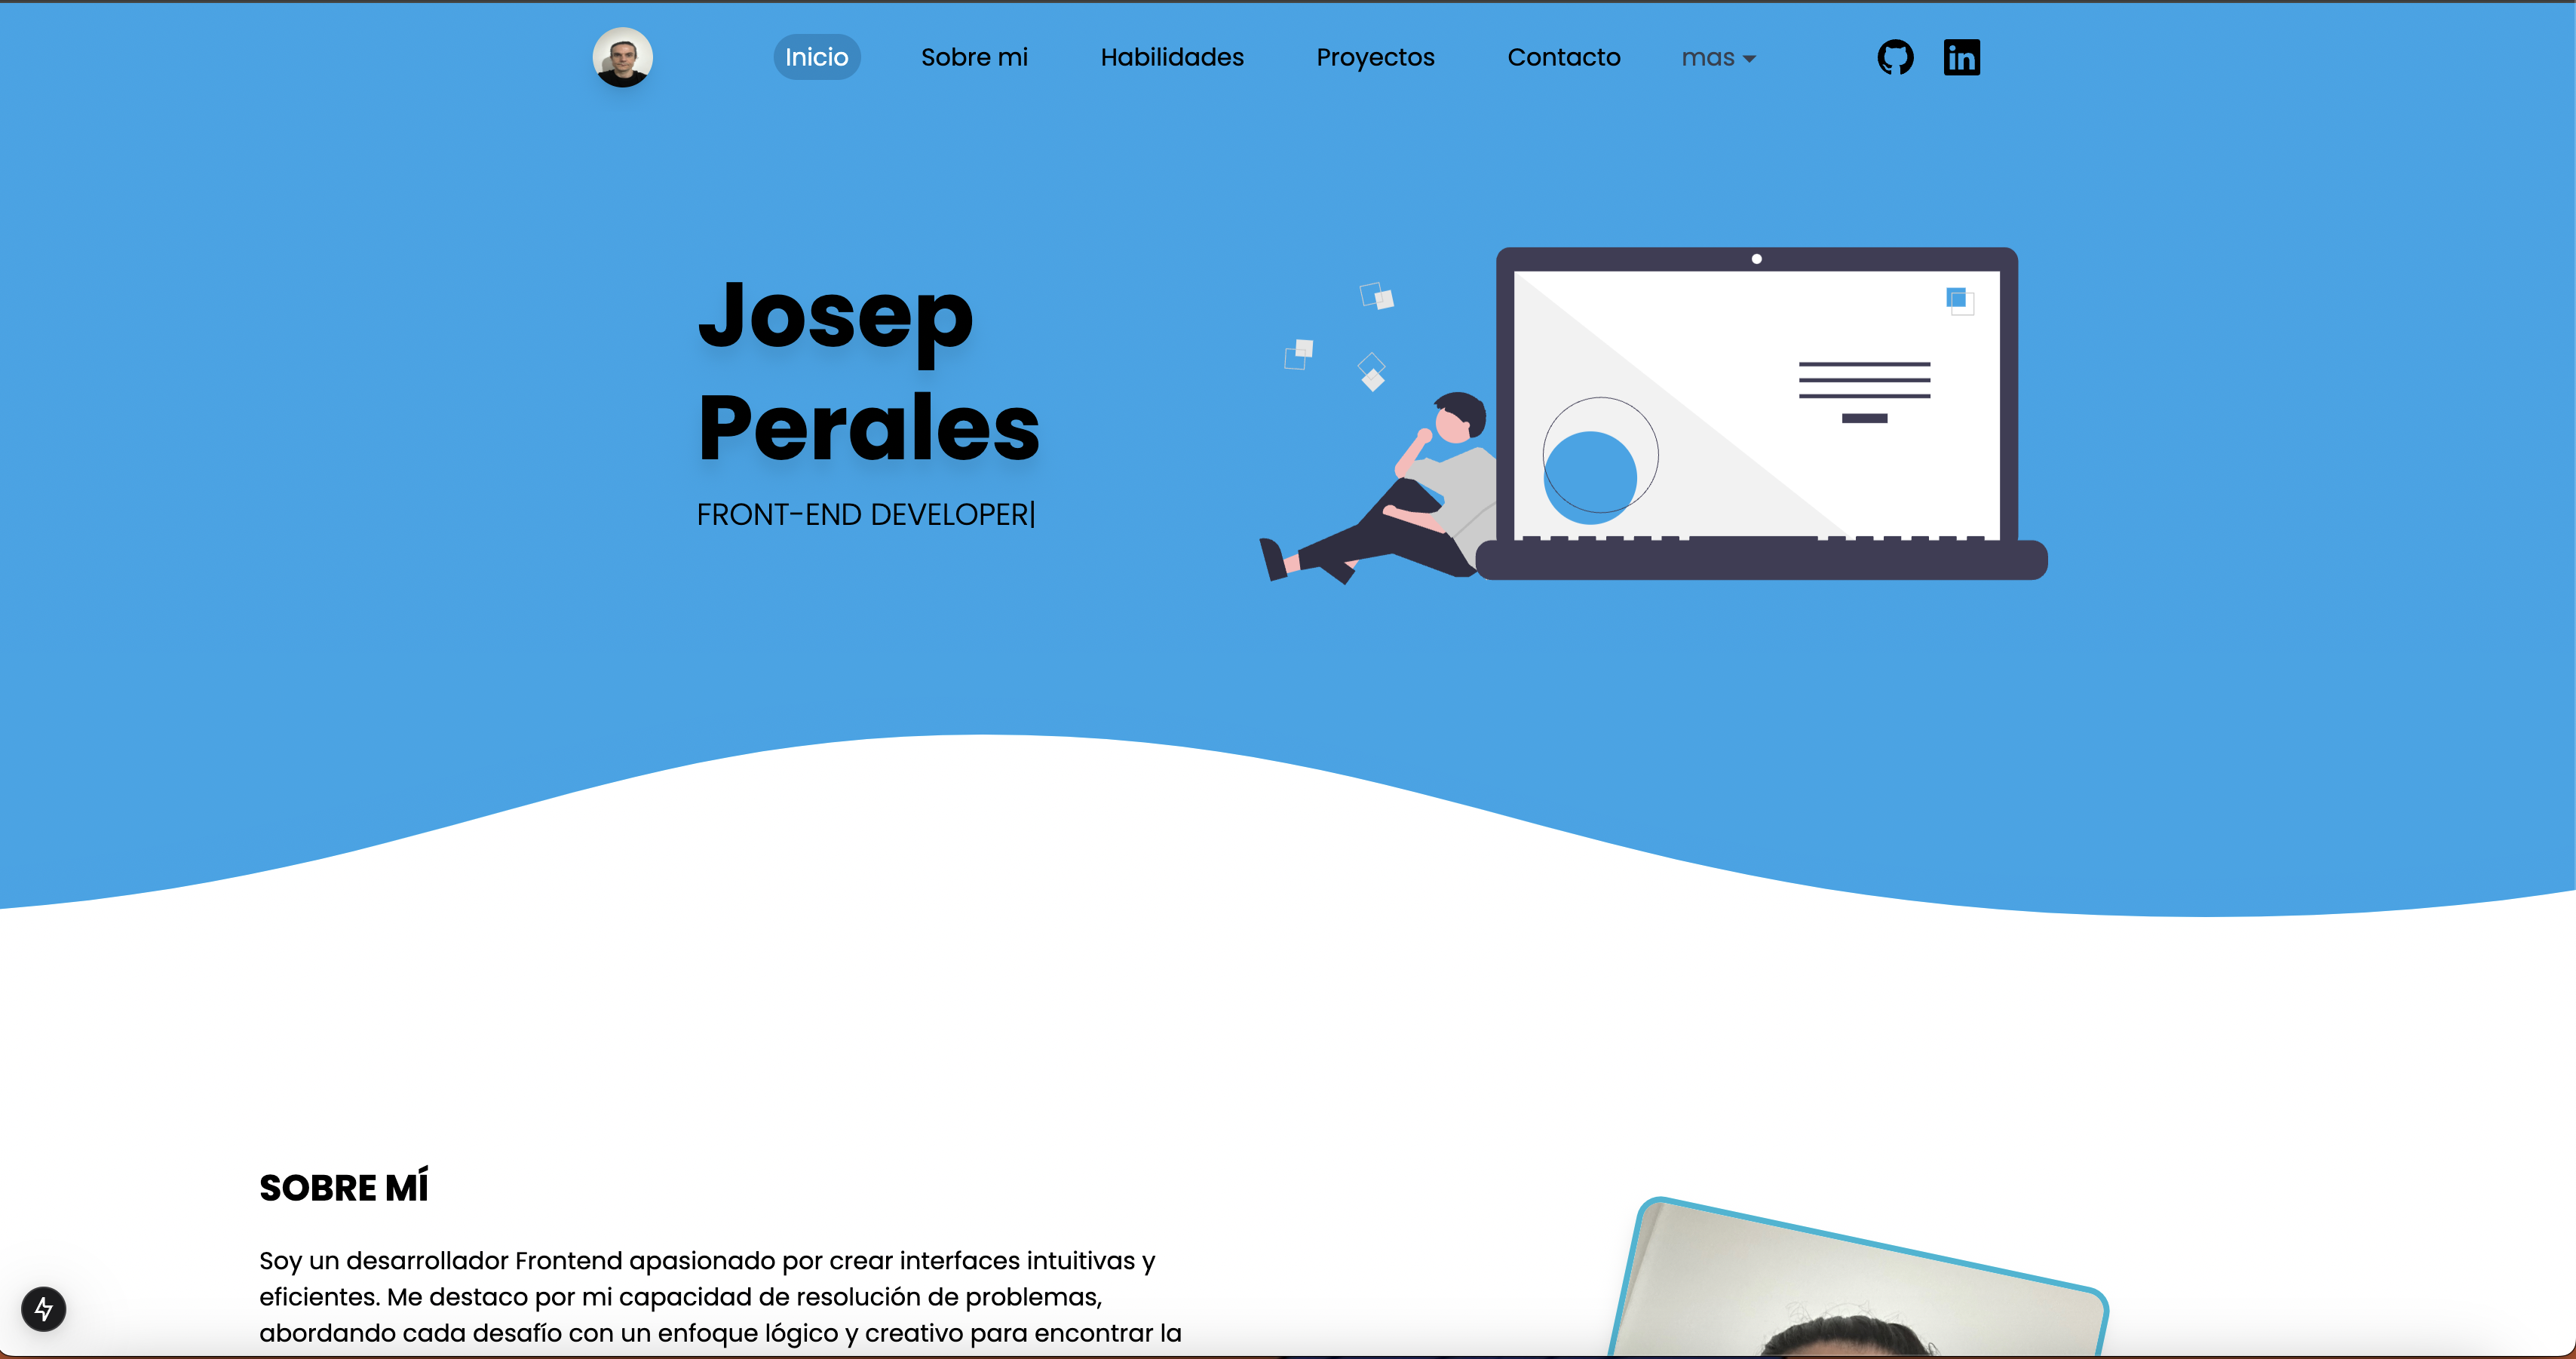 Inicio Sobre mi Habilidades Proyectos Contacto mas
in
Josep
Perales
FRONT-END DEVELOPER|
SOBRE MÍ
Soy un desarrollador Frontend apasionado por crear interfaces intuitivas y
eficientes. Me destaco por mi capacidad de resolución de problemas,
abordando cada desafío con un enfoque lógico y creativo para encontrar la